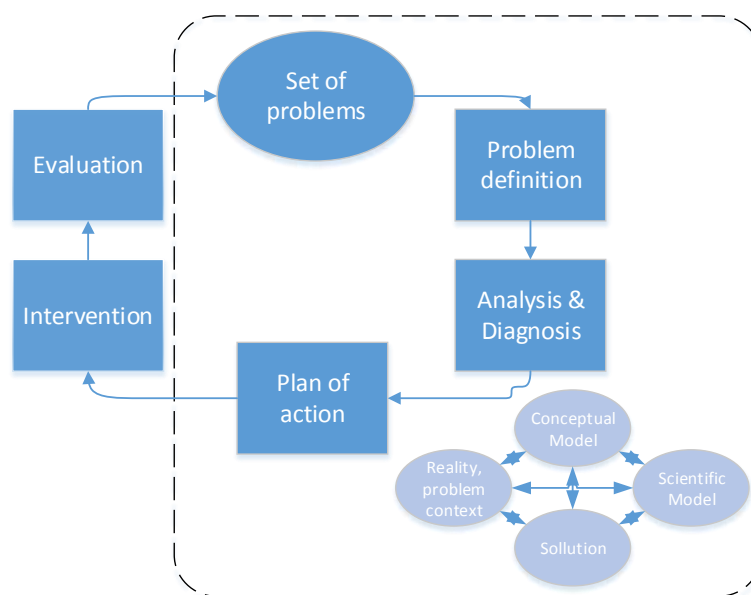 Set of
problems
Problem
definition
Evaluation
Analysis &
Diagnosis
Intervention
Plan of
action
Conceptual
Model
Reality,
problem
context
Scientific
Model
Sollution